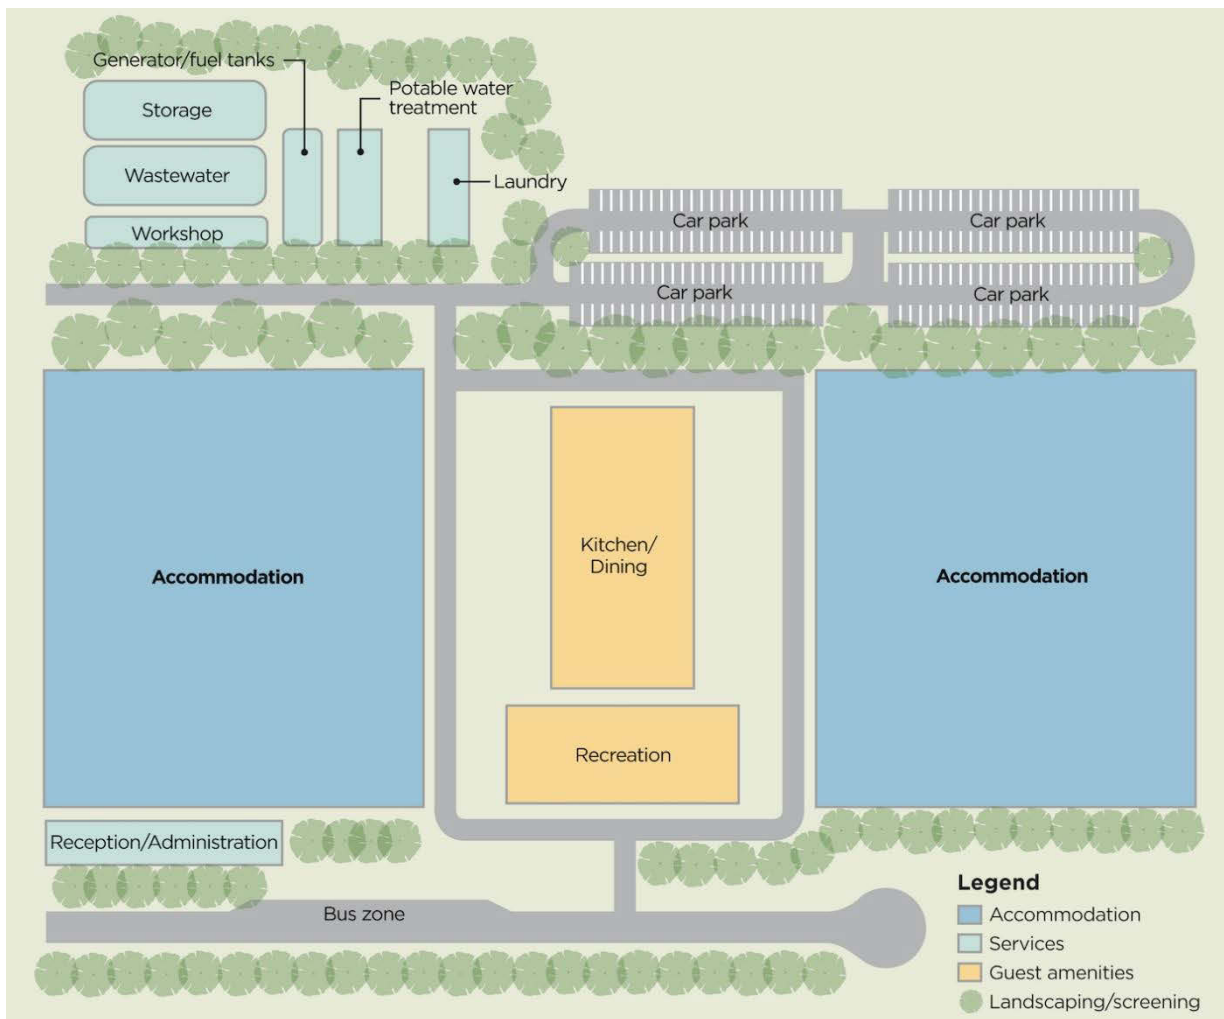 Generator/fuel tanks
Potable water
treatment
Storage
Wastewater
Laundry
Workshop
Car park
Car park
Car park
Car park
Accommodation
Kitchen/
Dining
Accommodation
Recreation
Reception/Administration
Bus zone
Legend
Accommodation
Services
Guest amenities
Landscaping/screening